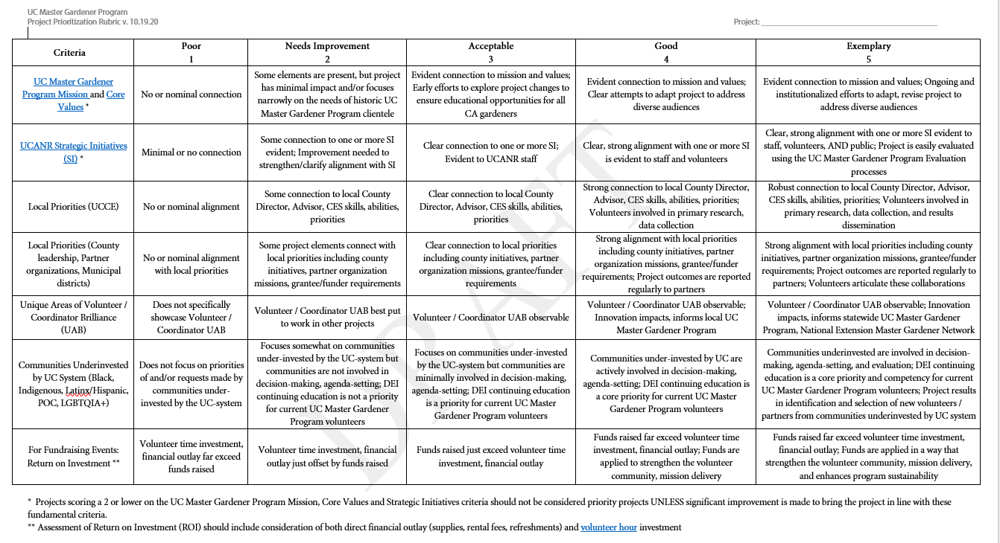 UC Master Gardener Program
Project Prioritization Rubric v. 10.19.20
Project: ___________________________________________
Criteria
Poor
1
Needs Improvement
2
Acceptable
3
Good
4
Exemplary
5
UC Master Gardener
Program Mission and Core
Values *
No or nominal connection
Some elements are present, but project
has minimal impact and/or focuses
narrowly on the needs of historic UC
Master Gardener Program clientele
Evident connection to mission and values;
Early efforts to explore project changes to
ensure educational opportunities for all
CA gardeners
Evident connection to mission and values;
Clear attempts to adapt project to address
diverse audiences
Evident connection to mission and values; Ongoing and
institutionalized efforts to adapt, revise project to
address diverse audiences
UCANR Strategic Initiatives
(SI) *
Minimal or no connection
Some connection to one or more SI
evident; Improvement needed to
strengthen/clarify alignment with SI
Clear connection to one or more SI;
Evident to UCANR staff
Clear, strong alignment with one or more SI
is evident to staff and volunteers
Clear, strong alignment with one or more SI evident to
staff, volunteers, AND public; Project is easily evaluated
using the UC Master Gardener Program Evaluation
processes
Local Priorities (UCCE)
No or nominal alignment
Some connection to local County
Director, Advisor, CES skills, abilities,
priorities
Clear connection to local County
Director, Advisor, CES skills, abilities,
priorities
Strong connection to local County Director,
Advisor, CES skills, abilities, priorities;
Volunteers involved in primary research,
data collection
Robust connection to local County Director, Advisor,
CES skills, abilities, priorities; Volunteers involved in
primary research, data collection, and results
dissemination
Local Priorities (County
leadership, Partner
organizations, Municipal
districts)
No or nominal alignment
with local priorities
Some project elements connect with
local priorities including county
initiatives, partner organization
missions, grantee/funder requirements
Clear connection to local priorities
including county initiatives, partner
organization missions, grantee/funder
requirements
Strong alignment with local priorities
including county initiatives, partner
organization missions, grantee/funder
requirements; Project outcomes are reported
regularly to partners
Strong alignment with local priorities including county
initiatives, partner organization missions, grantee/funder
requirements; Project outcomes are reported regularly to
partners; Volunteers articulate these collaborations
Unique Areas of Volunteer /
Coordinator Brilliance
(UAB)
Does not specifically
showcase Volunteer /
Coordinator UAB
Volunteer / Coordinator UAB best put
to work in other projects
Volunteer / Coordinator UAB observable
Volunteer / Coordinator UAB observable;
Innovation impacts, informs local UC
Master Gardener Program
Volunteer / Coordinator UAB observable; Innovation
impacts, informs statewide UC Master Gardener
Program, National Extension Master Gardener Network
Communities Underinvested
by UC System (Black,
Indigenous, Latinx/Hispanic,
POC, LGBTQIA+)
Does not focus on priorities
of and/or requests made by
communities under-
invested by the UC-system
Focuses somewhat on communities
under-invested by the UC-system but
communities are not involved in
decision-making, agenda-setting; DEI
continuing education is not a priority
for current UC Master Gardener
Program volunteers
Focuses on communities under-invested
by the UC-system but communities are
minimally involved in decision-making,
agenda-setting; DEI continuing education
is a priority for current UC Master
Gardener Program volunteers
Communities under-invested by UC are
actively involved in decision-making,
agenda-setting; DEI continuing education is
a core priority for current UC Master
Gardener Program volunteers
Communities underinvested are involved in decision-
making, agenda-setting, and evaluation; DEI continuing
education is a core priority and competency for current
UC Master Gardener Program volunteers; Project results
in identification and selection of new volunteers /
partners from communities underinvested by UC system
For Fundraising Events:
Return on Investment **
Volunteer time investment,
financial outlay far exceed
funds raised
Volunteer time investment, financial
outlay just offset by funds raised
Funds raised just exceed volunteer time
investment, financial outlay
Funds raised far exceed volunteer time
investment, financial outlay; Funds are
applied to strengthen the volunteer
community, mission delivery
Funds raised far exceed volunteer time investment,
financial outlay; Funds are applied in a way that
strengthen the volunteer community, mission delivery,
and enhances program sustainability
* Projects scoring a 2 or lower on the UC Master Gardener Program Mission, Core Values and Strategic Initiatives criteria should not be considered priority projects UNLESS significant improvement is made to bring the project in line with these
fundamental criteria.
** Assessment of Return on Investment (ROI) should include consideration of both direct financial outlay (supplies, rental fees, refreshments) and volunteer hour investment
DRAFT